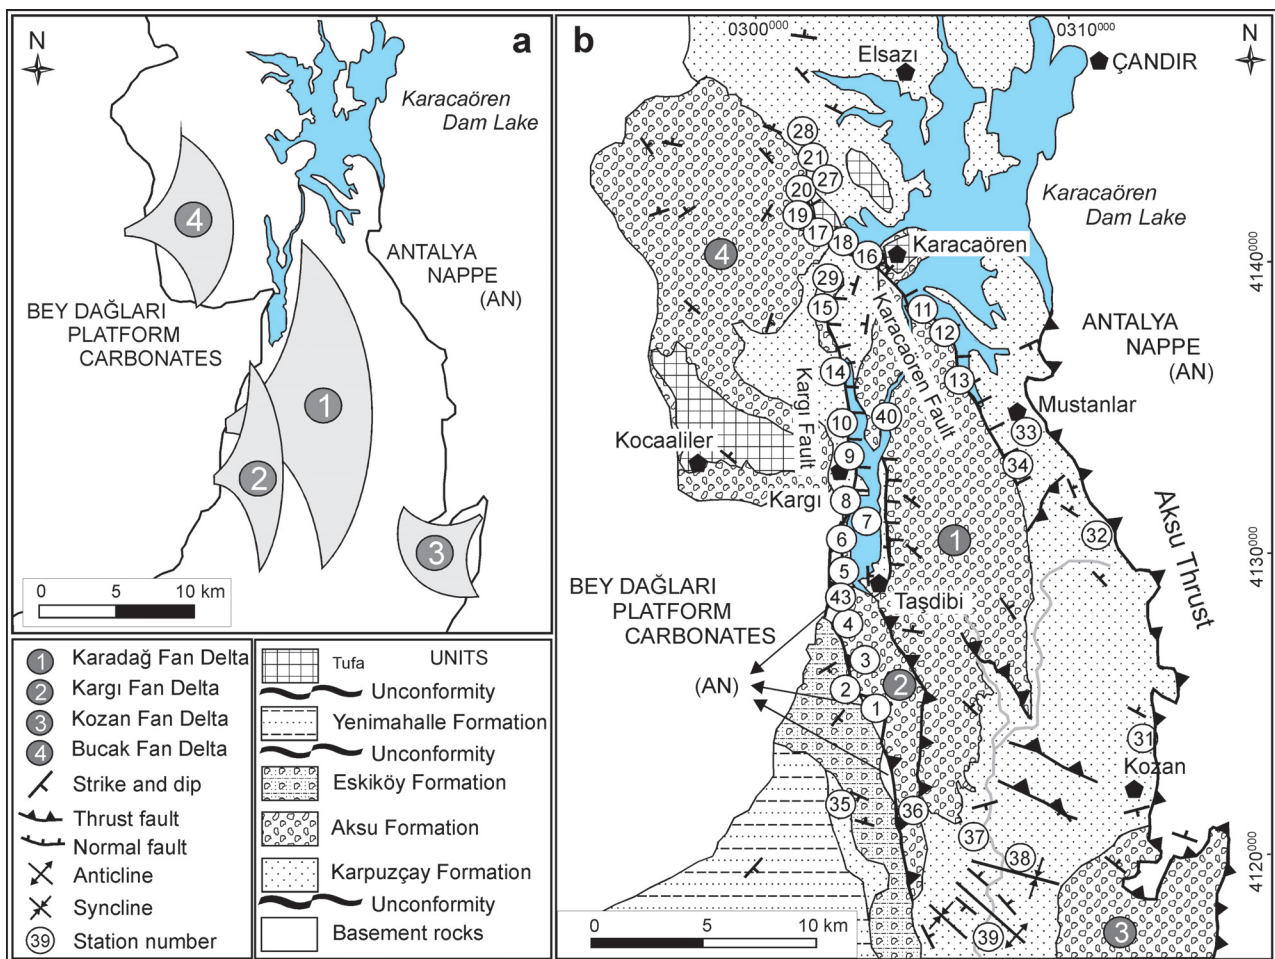 a
N
Karacaören
Dam Lake
4
ANTALYA
NAPPE
(AN)
BEY DAĞLARI
PLATFORM
CARBONATES
1
2
3
0 5 10 km
1 Karadağ Fan Delta
2 Kargı Fan Delta
3 Kozan Fan Delta
4 Bucak Fan Delta
Strike and dip
Thrust fault
Normal fault
Anticline
Syncline
39 Station number
Tufa UNITS
Unconformity
Yenimahalle Formation
Unconformity
Eskiköy Formation
Aksu Formation
Karpuzçay Formation
Unconformity
Basement rocks
b
0300⁰⁰⁰
0310⁰⁰⁰
N
Elsazı
ÇANDIR
28
21
27
20
19
17
18
16
Karacaören
Karacaören
Dam Lake
4
29
15
11
12
13
14
4140⁰⁰⁰
ANTALYA
NAPPE
(AN)
Karacaören Fault
Kargı Fault
Mustanlar
10
40
33
34
Kocaaliler
9
Kargı
8
7
6
1
32
Aksu Thrust
4130⁰⁰⁰
5
43
Taşdibi
4
BEY DAĞLARI
PLATFORM
CARBONATES
(AN)
3
2
2
1
31
Kozan
35
36
37
38
4120⁰⁰⁰
39
3
0 5 10 km